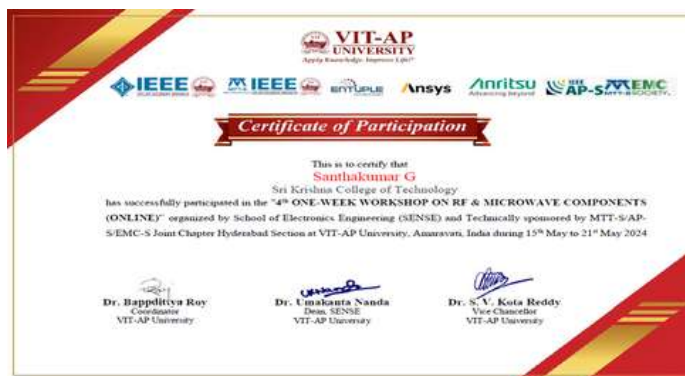 VIT-AP
UNIVERSITY
Apply Knowledge. Improve Life!®
IEEE IEEE ENTUPLE Ansys Anritsu IEEE AP-S MTT-S EMC
Advancing beyond SOCIETY
Certificate of Participation
This is to certify that
Santhakumar G
Sri Krishna College of Technology
has successfully participated in the "4th ONE-WEEK WORKSHOP ON RF & MICROWAVE COMPONENTS
(ONLINE)" organized by School of Electronics Engineering (SENSE) and Technically sponsored by MTT-S/AP-
S/EMC-S Joint Chapter Hyderabad Section at VIT-AP University, Amaravati, India during 15th May to 21st May 2024
Dr. Bappditiya Roy Dr. Umakanta Nanda Dr. S. V. Kota Reddy
Coordinator Dean, SENSE Vice Chancellor
VIT-AP University VIT-AP University VIT-AP University